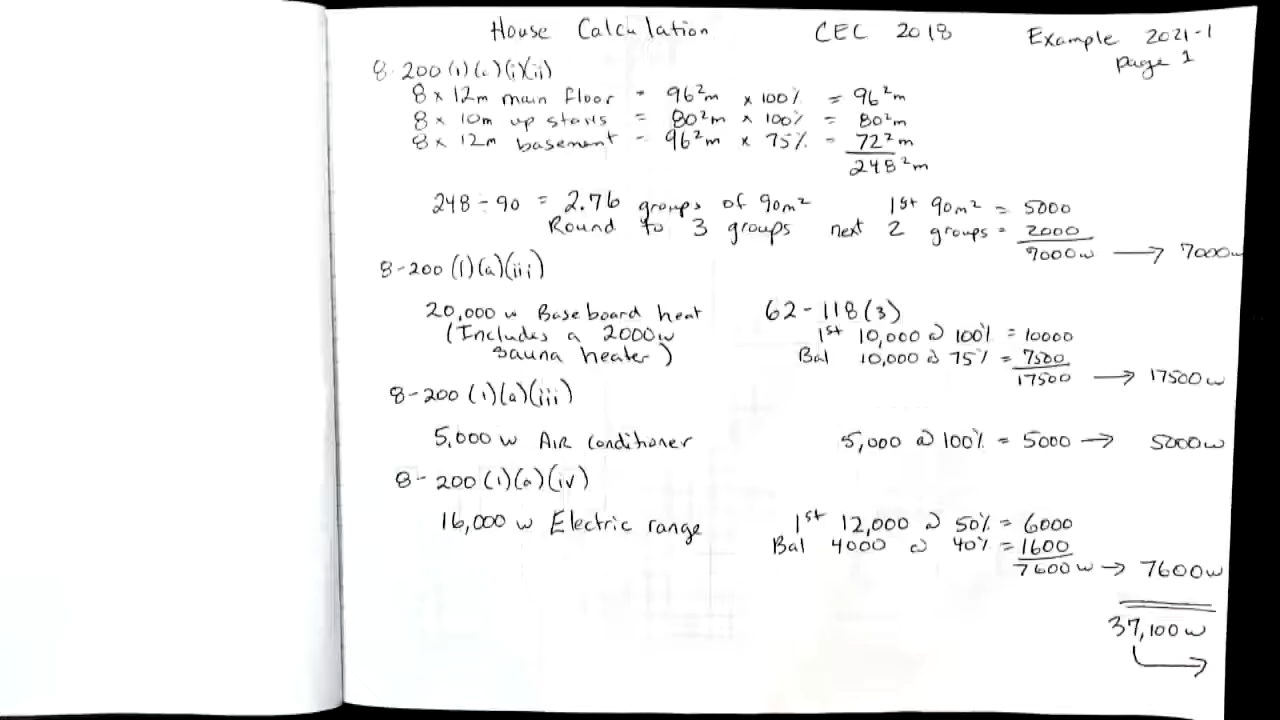 House Calculation CEC 2018 Example 2021-1
page 1
8-200(1)(a)(i)(ii)
8 x 12m main floor = 96²m x 100% = 96²m
8 x 10m up stairs = 80²m x 100% = 80²m
8 x 12m basement = 96²m x 75% = 72²m
248²m
248 ÷ 90 = 2.76 groups of 90m² 1st 90m² = 5000
Round to 3 groups next 2 groups = 2000
7000w → 7000w
8-200(1)(a)(iii)
20,000 w Baseboard heat 62-118(3)
(Includes a 2000w 1st 10,000 @ 100% = 10000
sauna heater) Bal 10,000 @ 75% = 7500
17500 → 17500w
8-200(1)(a)(iii)
5,000 w Air Conditioner 5,000 @ 100% = 5000 → 5000w
8-200(1)(a)(iv)
16,000 w Electric range 1st 12,000 @ 50% = 6000
Bal 4000 @ 40% = 1600
7600w → 7600w
37,100w